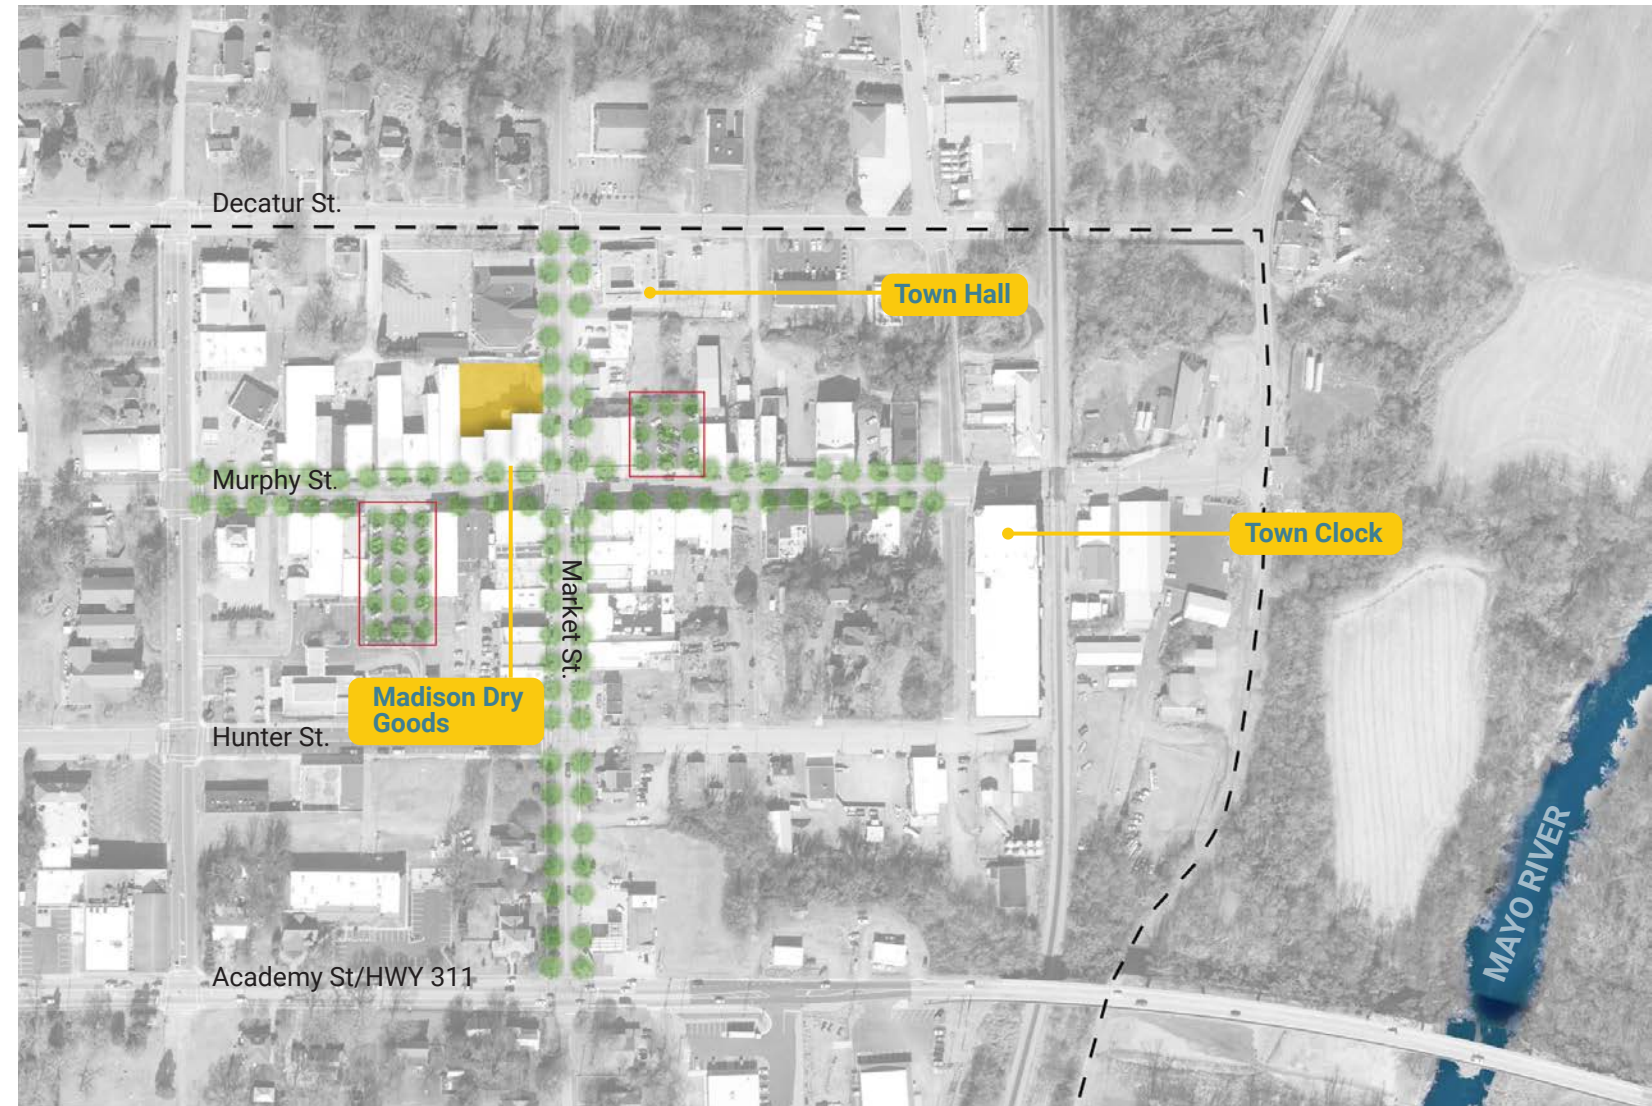 Decatur St.
Town Hall
Murphy St.
Town Clock
Market St.
Madison Dry
Goods
Hunter St.
MAYO RIVER
Academy St/HWY 311